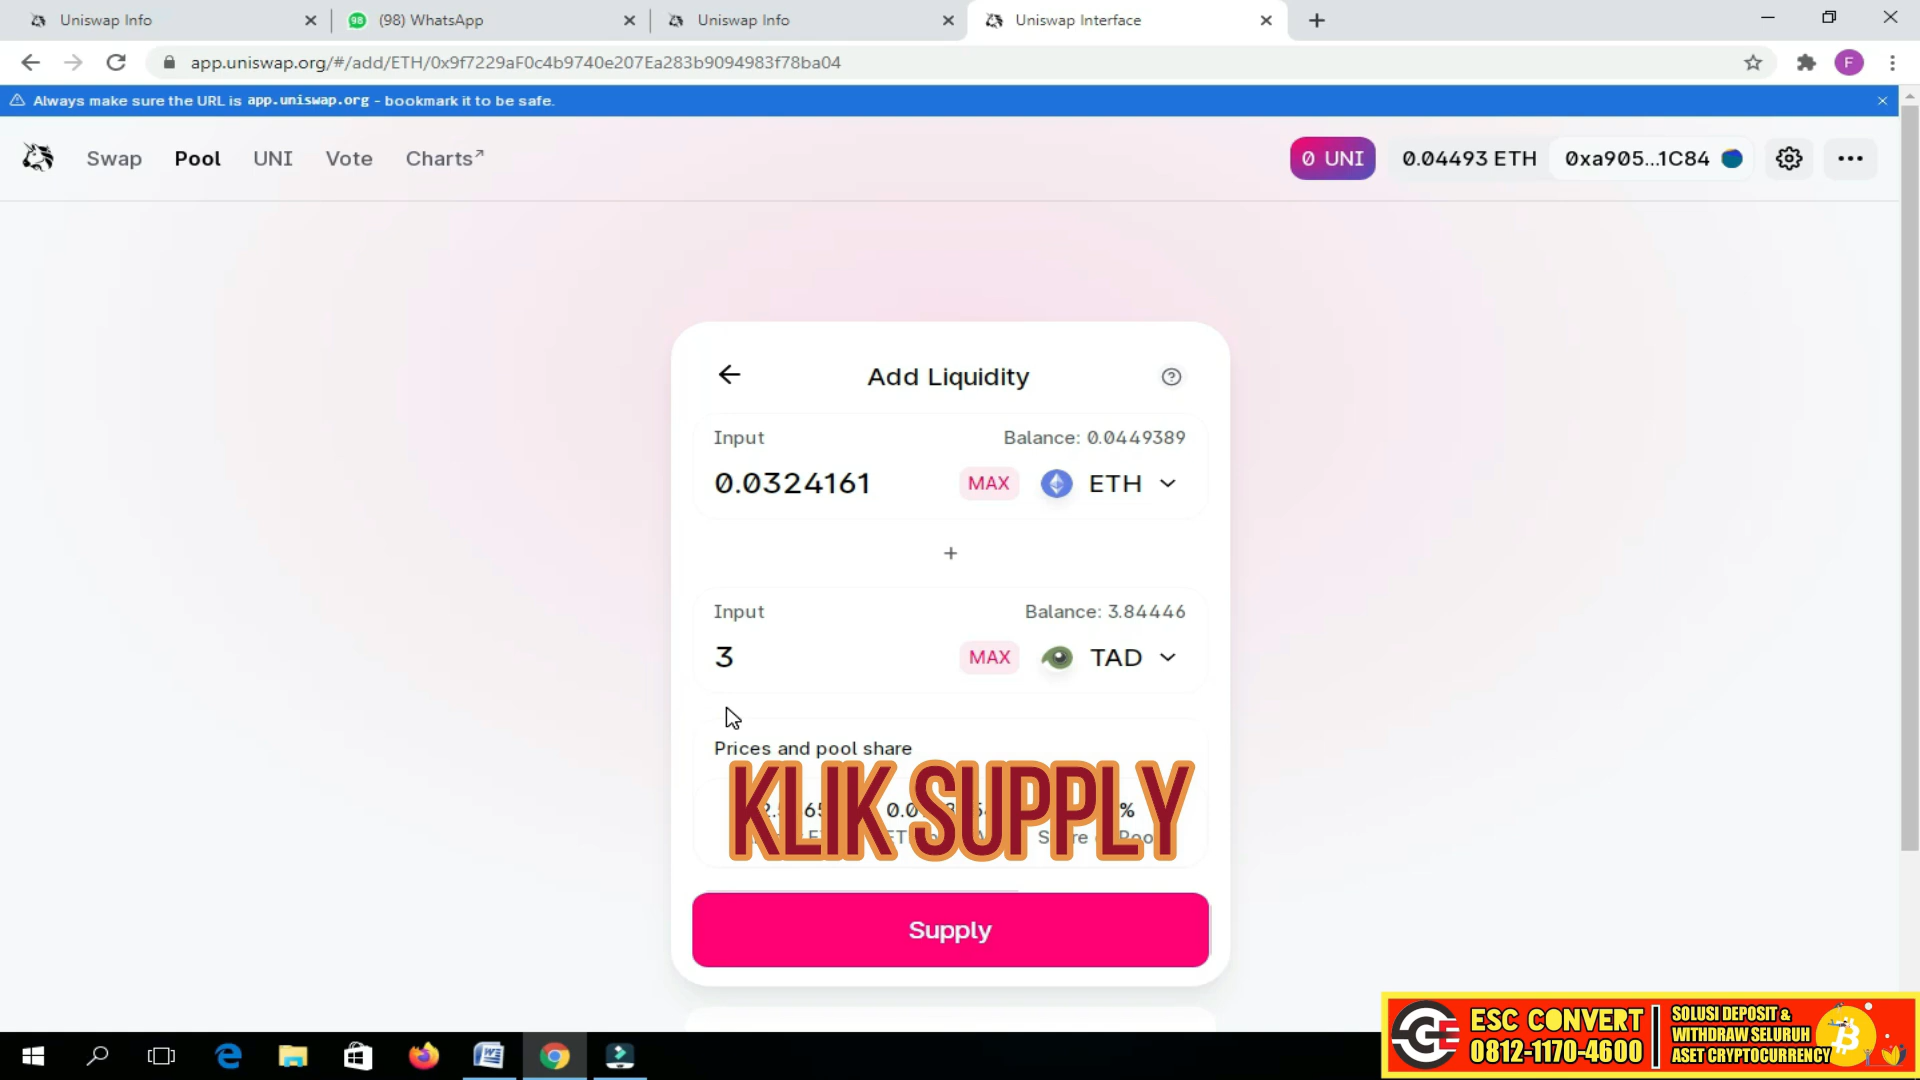 Uniswap Info
(98) WhatsApp
Uniswap Info
Uniswap Interface
app.uniswap.org/#/add/ETH/0x9f7229aF0c4b9740e207Ea283b9094983f78ba04
F
Always make sure the URL is app.uniswap.org - bookmark it to be safe.
Swap
Pool
UNI
Vote
Charts↗
0 UNI
0.04493 ETH
0xa905...1C84
Add Liquidity
Input
Balance: 0.0449389
0.0324161
MAX
ETH
+
Input
Balance: 3.84446
3
MAX
TAD
Prices and pool share
KLIK SUPPLY
Supply
ESC CONVERT
0812-1170-4600
SOLUSI DEPOSIT &
WITHDRAW SELURUH
ASET CRYPTOCURRENCY